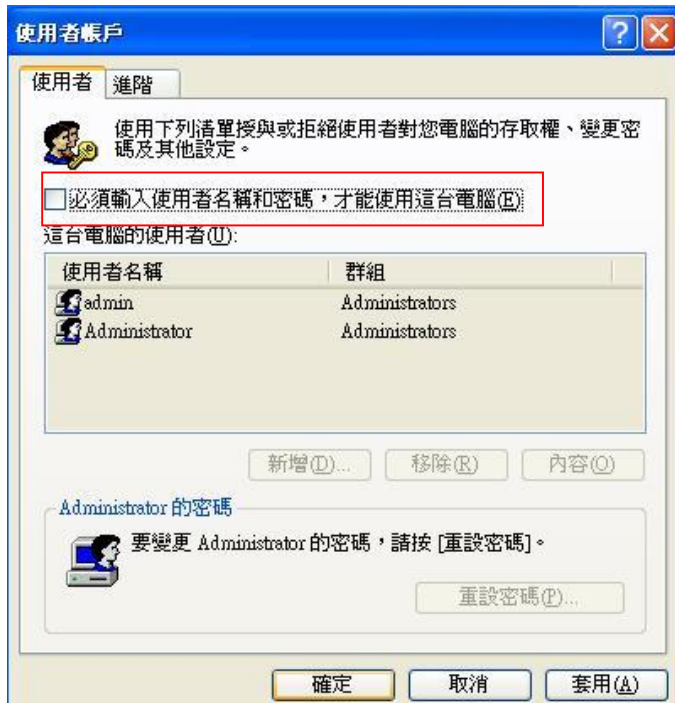 使用者帳戶
使用者 進階
使用下列清單授與或拒絕使用者對您電腦的存取權、變更密
碼及其他設定。
必須輸入使用者名稱和密碼，才能使用這台電腦(E)
這台電腦的使用者(U):
使用者名稱 群組
admin Administrators
Administrator Administrators
新增(D)... 移除(R) 內容(O)
Administrator 的密碼
要變更 Administrator 的密碼，請按 [重設密碼]。
重設密碼(P)...
確定 取消 套用(A)